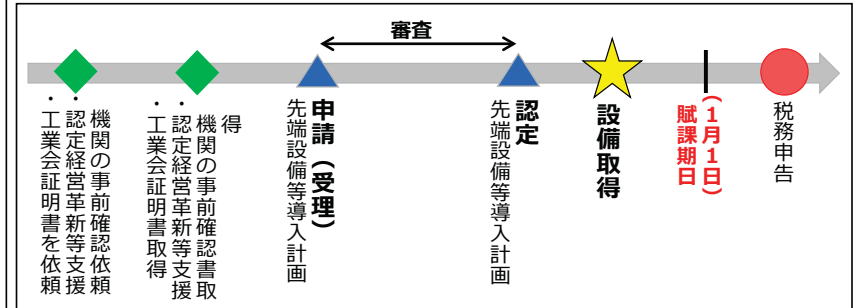 審査
・工業会証明書を依頼
・認定経営革新等支援
機関の事前確認依頼
・工業会証明書取得
・認定経営革新等支援
機関の事前確認書取
得
先端設備等導入計画
申請（受理）
先端設備等導入計画
認定
設備取得
賦課期日
(1月1日)
税務申告